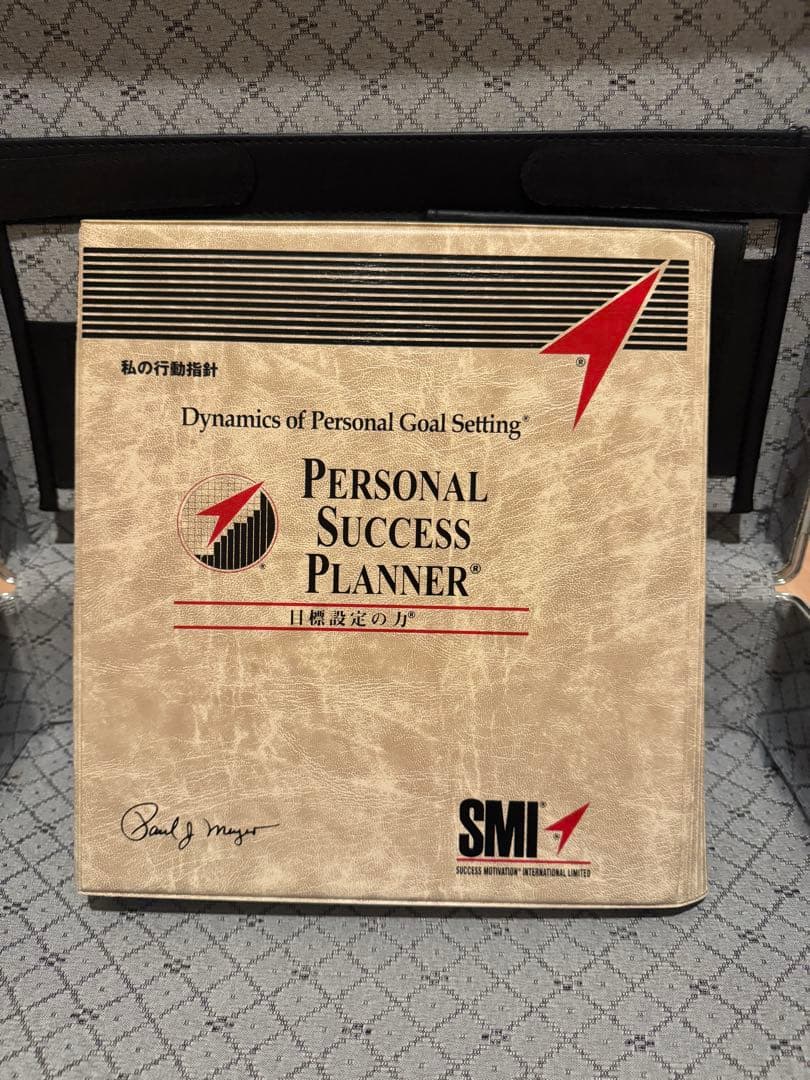 ®
私の行動指針
Dynamics of Personal Goal Setting®
PERSONAL
SUCCESS
PLANNER®
®
目標設定の力®
Paul J Meyer
SMI®
®
SUCCESS MOTIVATION® INTERNATIONAL LIMITED